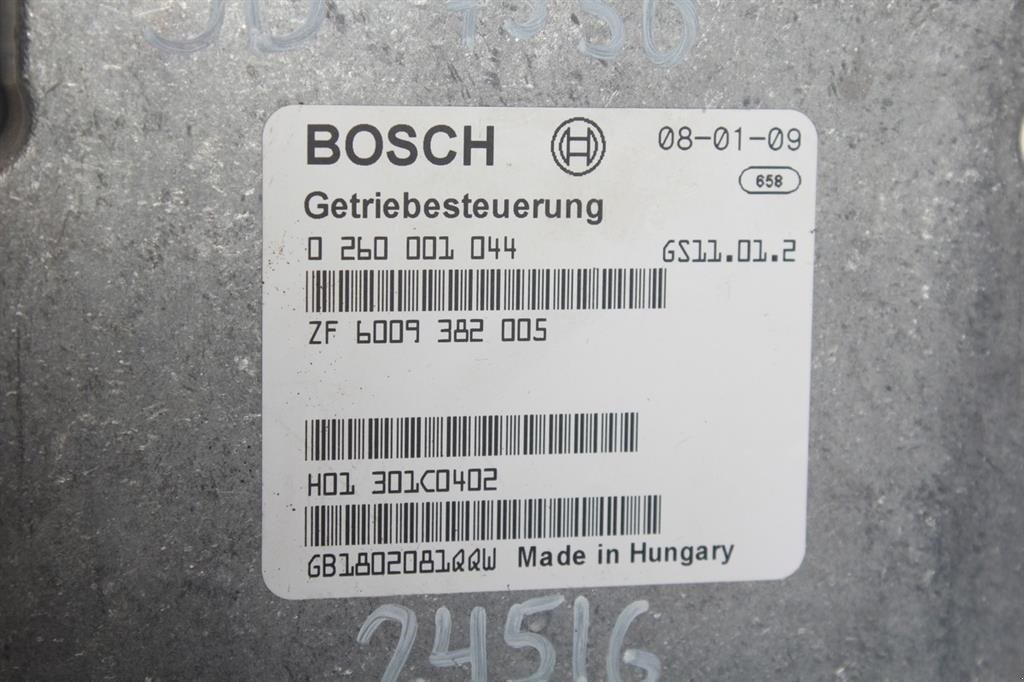 BOSCH 08-01-09
658
Getriebesteuerung
0 260 001 044 GS11.01.2
ZF 6009 382 005
H01 301C0402
GB1802081QQW Made in Hungary
24516